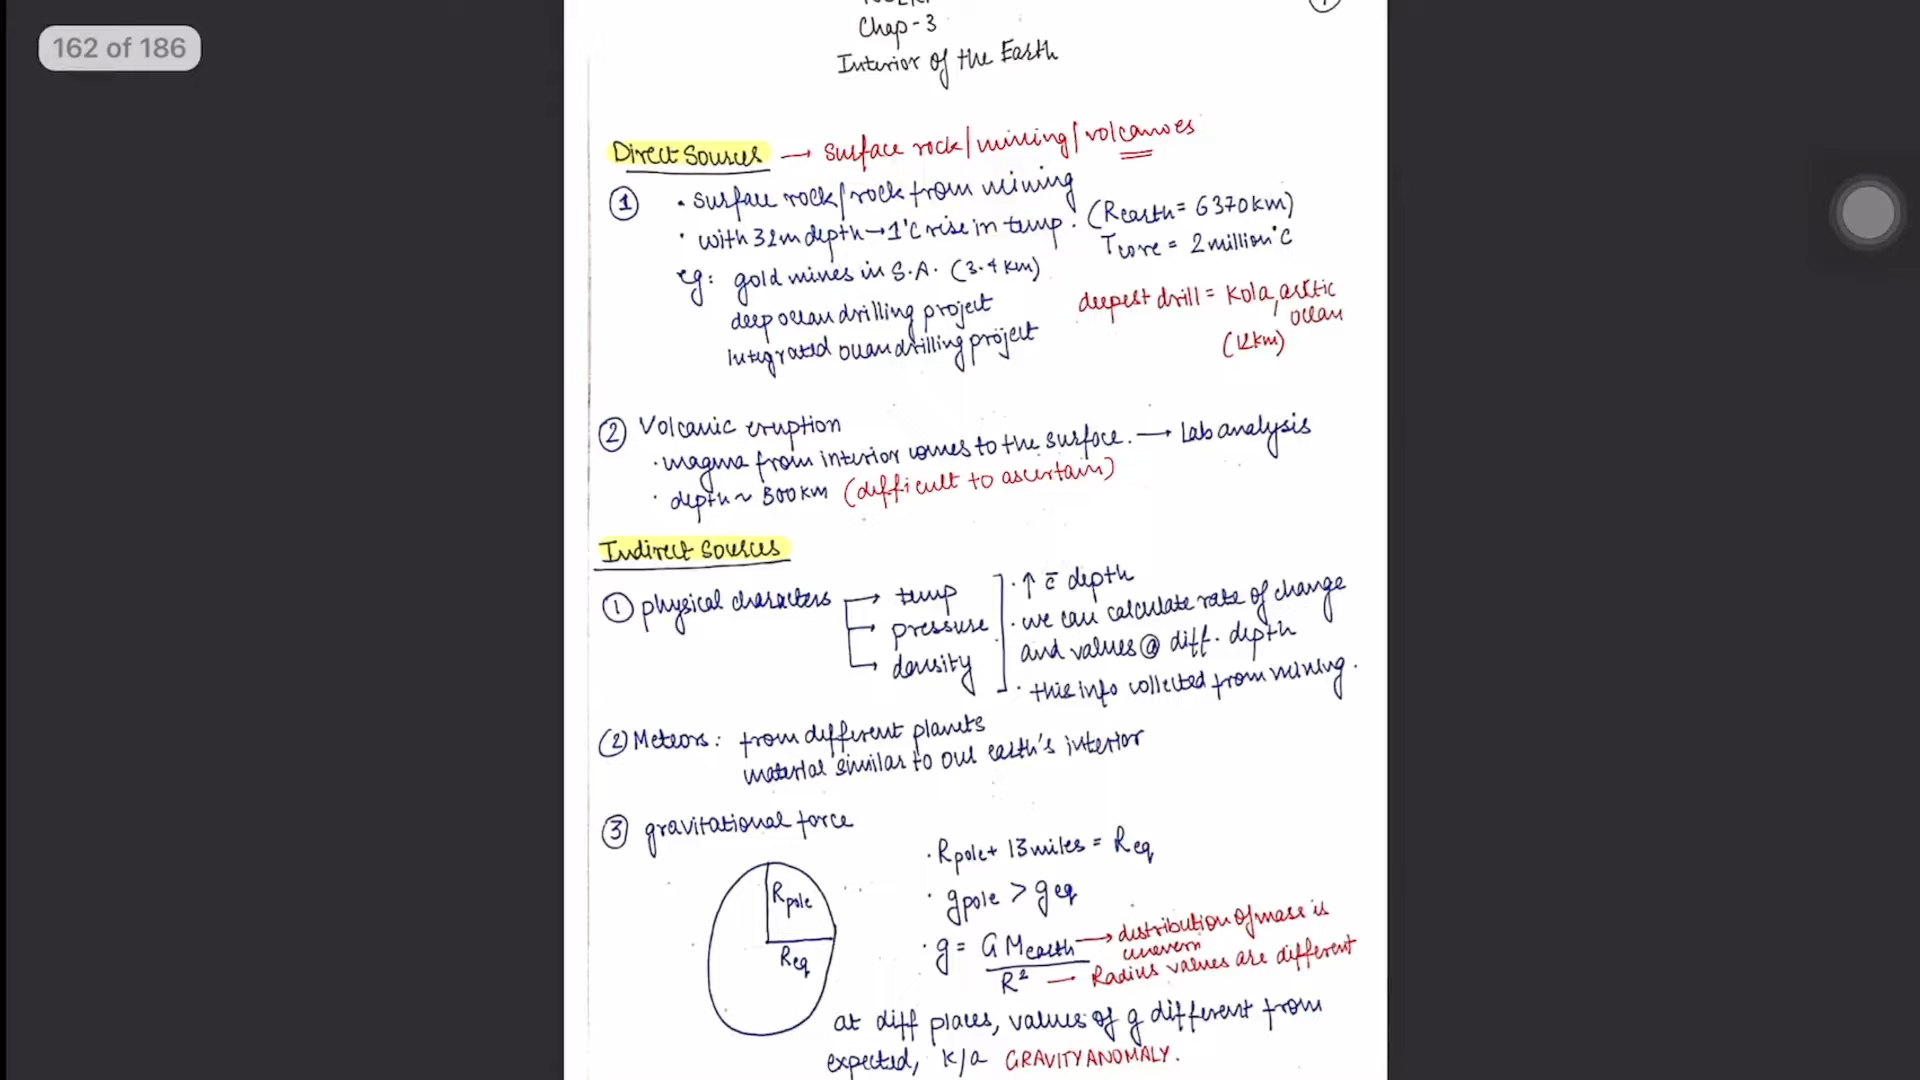 162 of 186
Chap-3
Interior of the Earth
Direct Sources → surface rock/mining/volcanoes
① • surface rock/rock from mining
• with 32m depth → 1°C rise in temp. (Rearth = 6370km)
Tcore = 2 million°C
eg: gold mines in S.A. (3.4 km)
deep ocean drilling project
Integrated ocean drilling project
deepest drill = Kola, arctic
ocean
(12km)
② Volcanic eruption
• magma from interior comes to the surface. → Lab analysis
• depth ~ 300km (difficult to ascertain)
Indirect Sources
① physical characters → temp
→ pressure
→ density
• ↑ c̄ depth
• we can calculate rate of change
and values @ diff. depth
• this info collected from mining.
② Meteors: from different planets
material similar to our earth's interior
③ gravitational force
Rpole
Req
• Rpole + 13 miles = Req
• gpole > geq
• g = G Mearth → distribution of mass is
uneven
R² — Radius values are different
at diff places, values of g different from
expected, k/a GRAVITY ANOMALY.